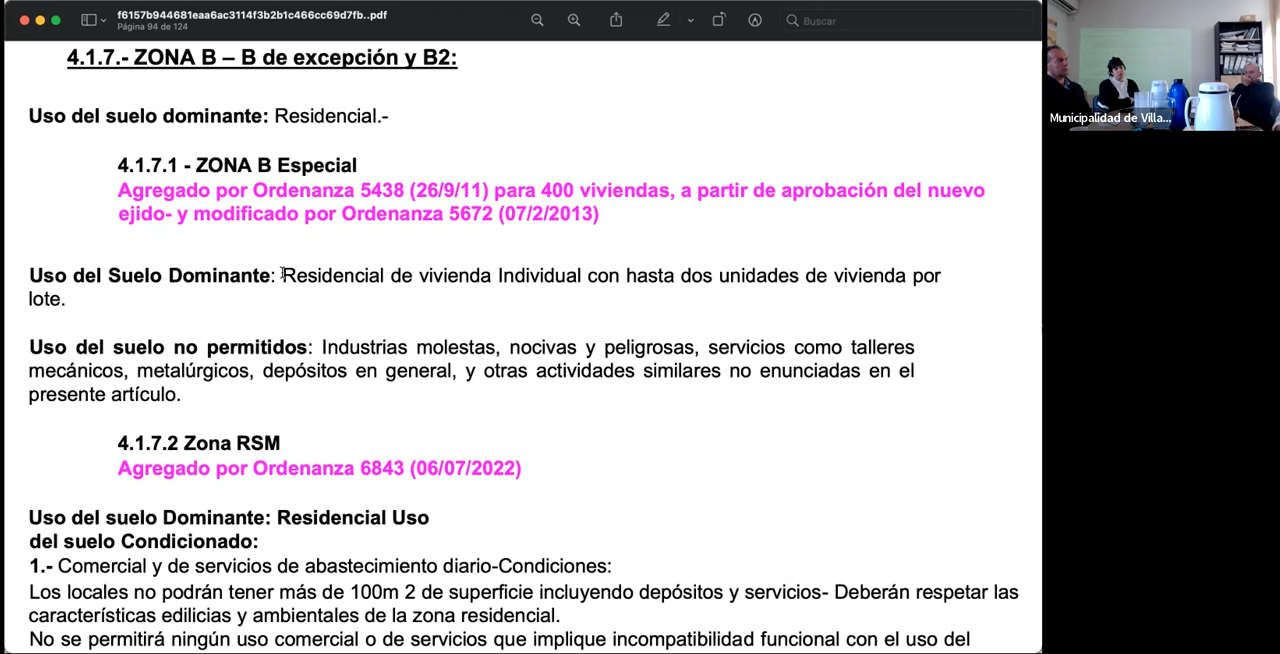 f6157b944681eaa6ac3114f3b2b1c466cc69d7fb..pdf
Página 94 de 124
Buscar
4.1.7.- ZONA B – B de excepción y B2:
Uso del suelo dominante: Residencial.-
4.1.7.1 - ZONA B Especial
Agregado por Ordenanza 5438 (26/9/11) para 400 viviendas, a partir de aprobación del nuevo
ejido- y modificado por Ordenanza 5672 (07/2/2013)
Uso del Suelo Dominante: Residencial de vivienda Individual con hasta dos unidades de vivienda por
lote.
Uso del suelo no permitidos: Industrias molestas, nocivas y peligrosas, servicios como talleres
mecánicos, metalúrgicos, depósitos en general, y otras actividades similares no enunciadas en el
presente artículo.
4.1.7.2 Zona RSM
Agregado por Ordenanza 6843 (06/07/2022)
Uso del suelo Dominante: Residencial Uso
del suelo Condicionado:
1.- Comercial y de servicios de abastecimiento diario-Condiciones:
Los locales no podrán tener más de 100m 2 de superficie incluyendo depósitos y servicios- Deberán respetar las
características edilicias y ambientales de la zona residencial.
No se permitirá ningún uso comercial o de servicios que implique incompatibilidad funcional con el uso del
Municipalidad de Villa...